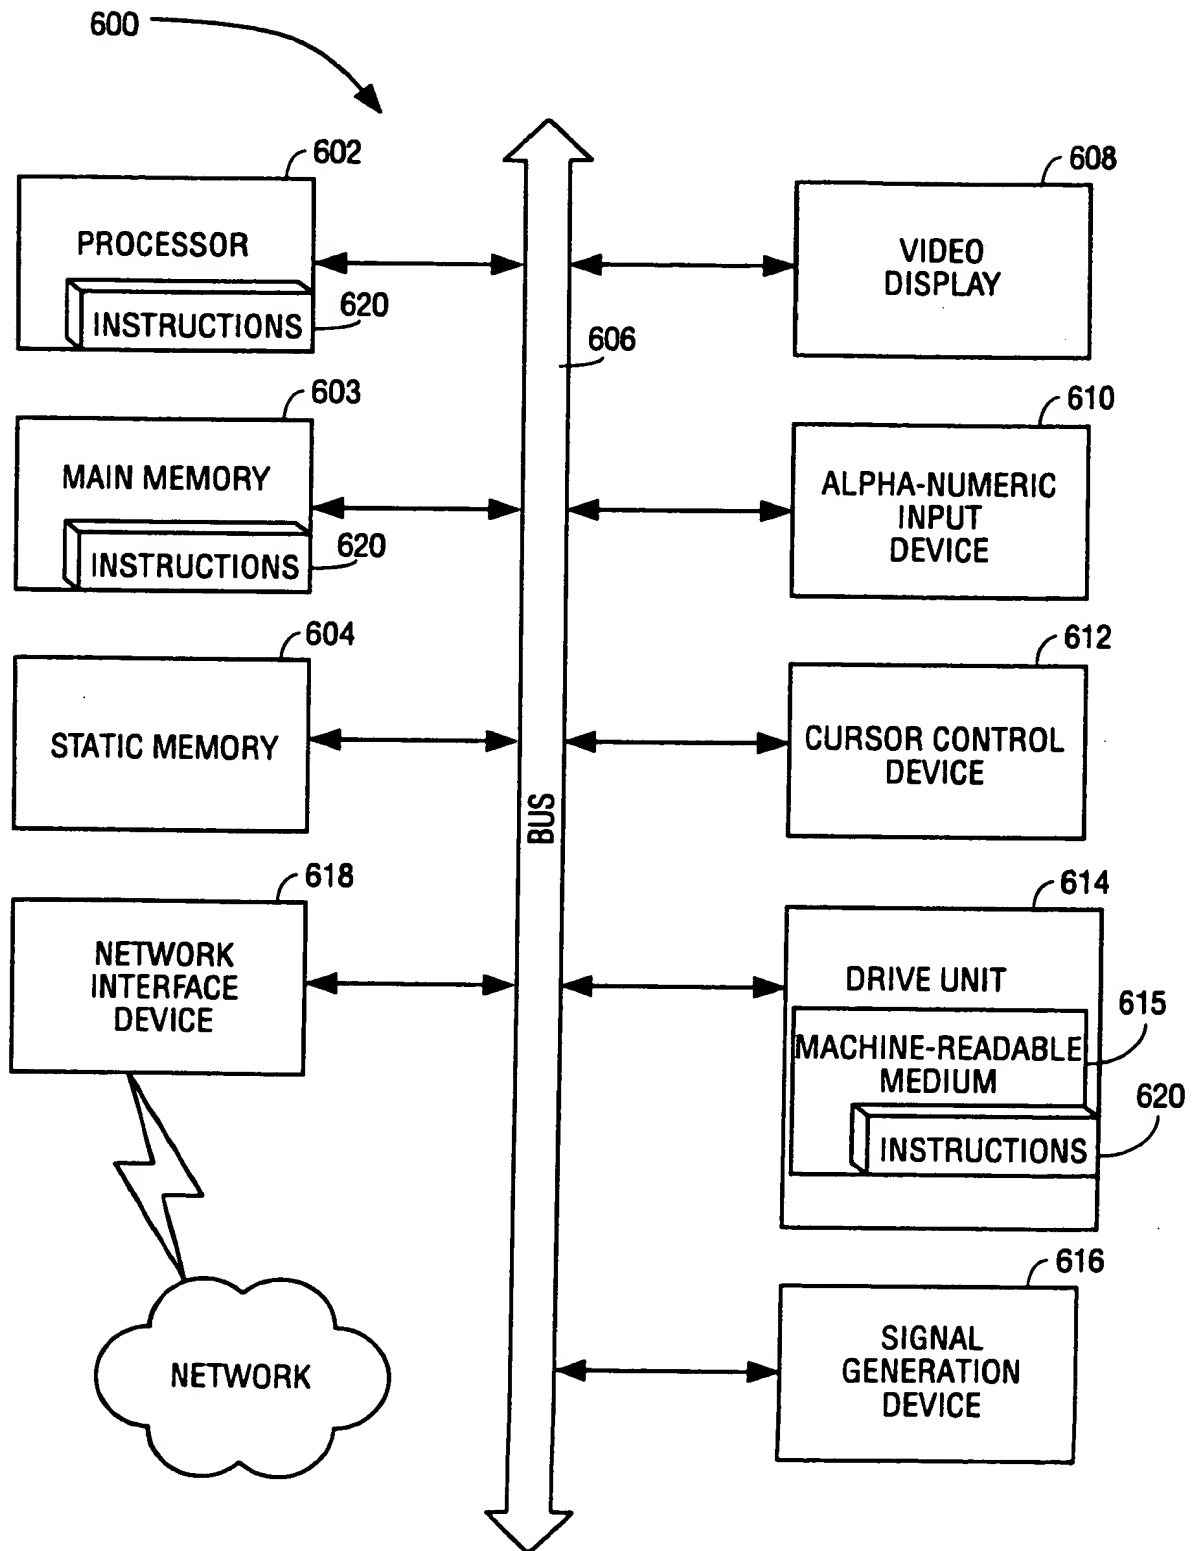 600
602
PROCESSOR
INSTRUCTIONS
620
603
MAIN MEMORY
INSTRUCTIONS
620
604
STATIC MEMORY
618
NETWORK
INTERFACE
DEVICE
NETWORK
606
BUS
608
VIDEO
DISPLAY
610
ALPHA-NUMERIC
INPUT
DEVICE
612
CURSOR CONTROL
DEVICE
614
DRIVE UNIT
615
MACHINE-READABLE
MEDIUM
620
INSTRUCTIONS
616
SIGNAL
GENERATION
DEVICE